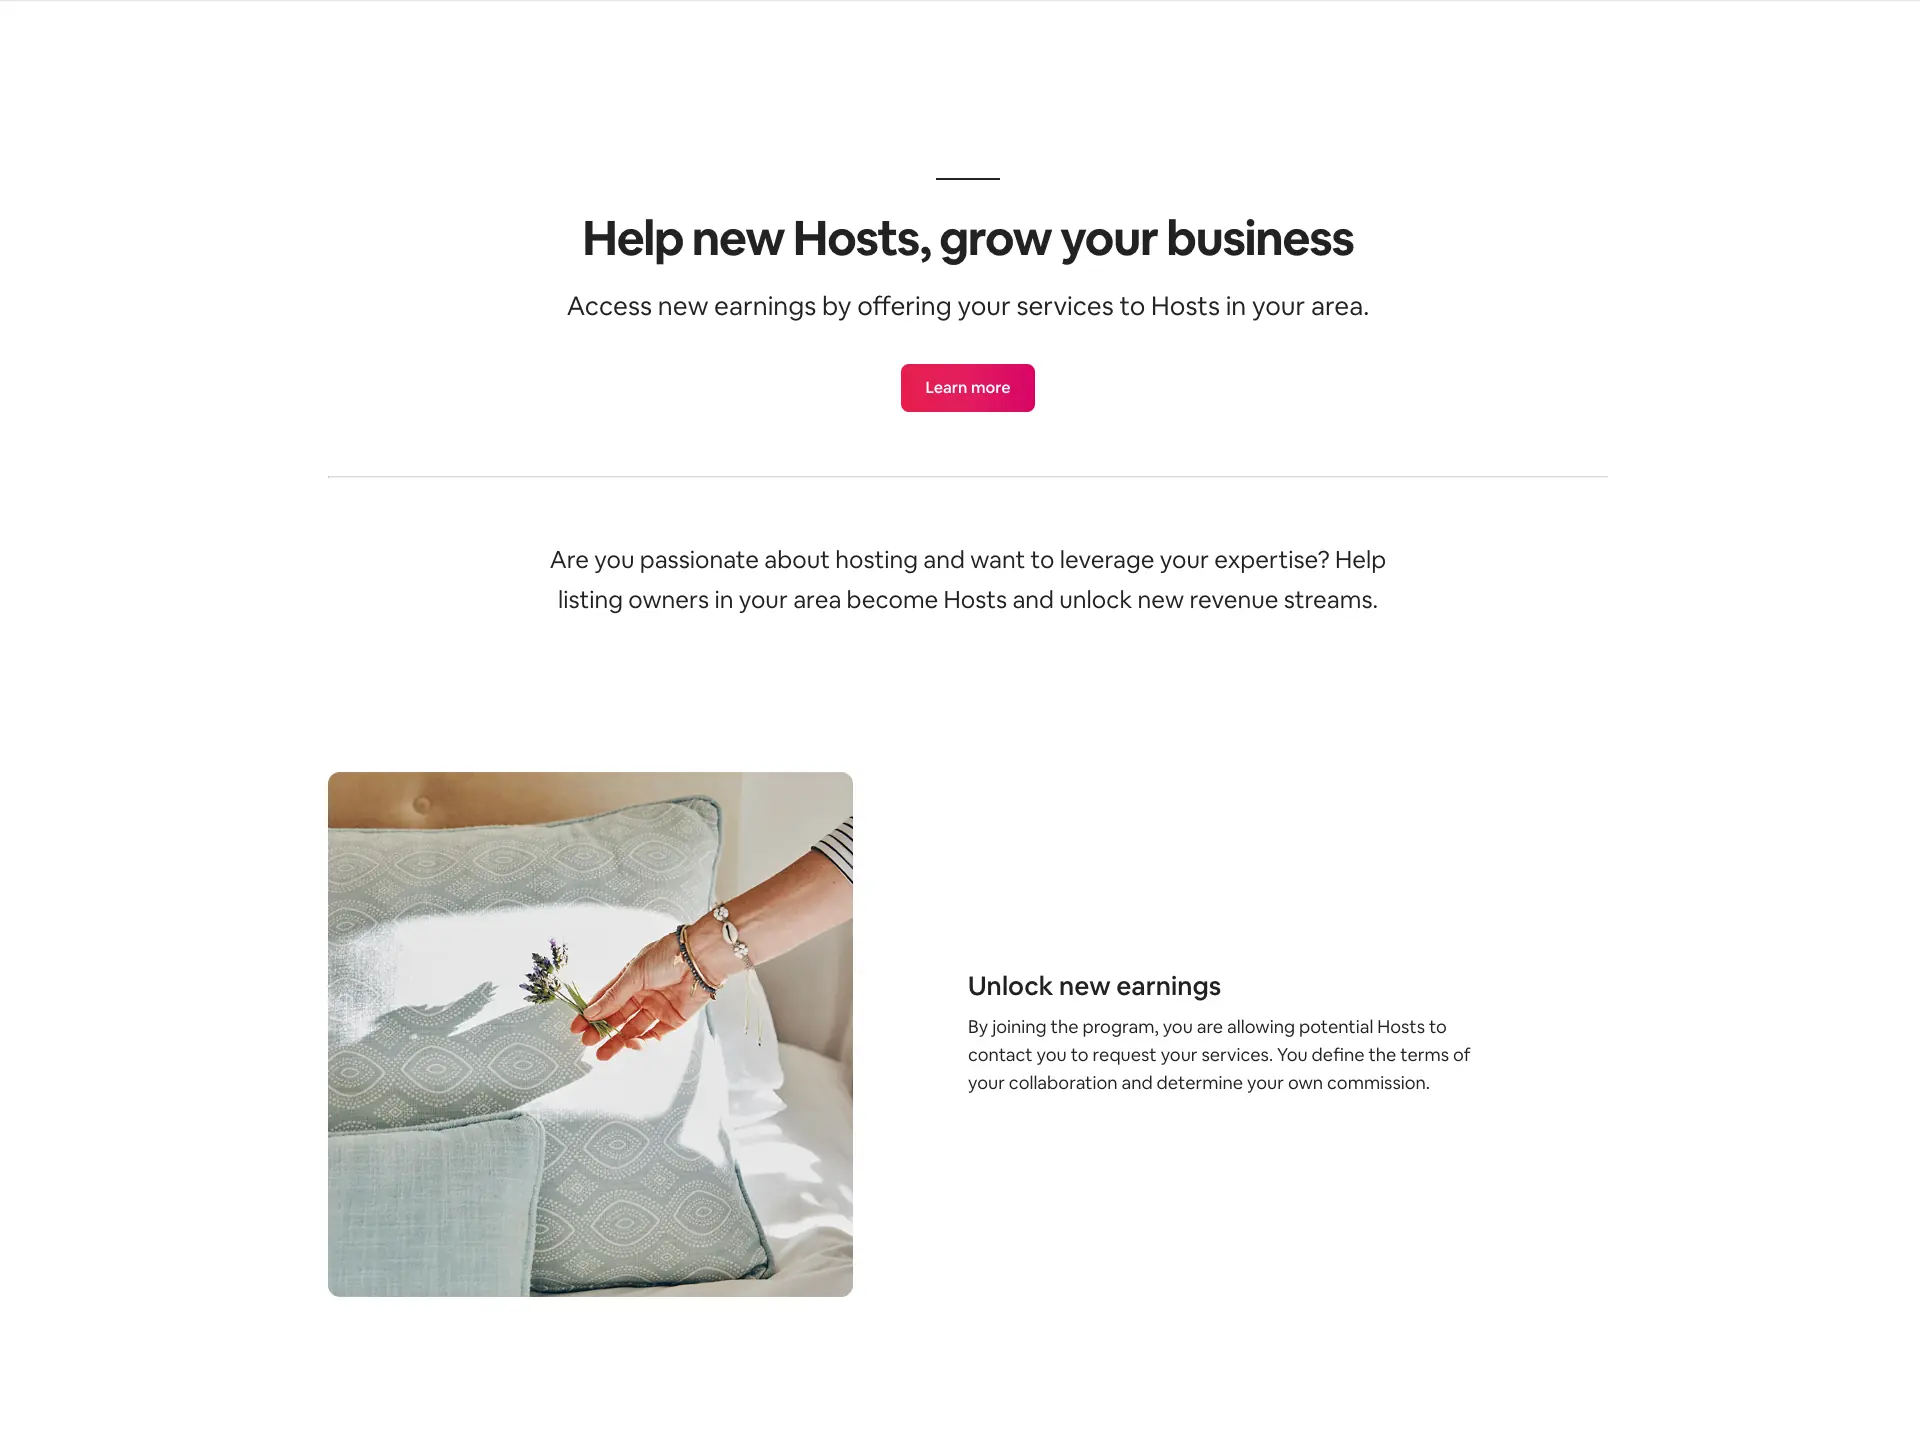 Help new Hosts, grow your business
Access new earnings by offering your services to Hosts in your area.
Learn more
Are you passionate about hosting and want to leverage your expertise? Help
listing owners in your area become Hosts and unlock new revenue streams.
Unlock new earnings
By joining the program, you are allowing potential Hosts to
contact you to request your services. You define the terms of
your collaboration and determine your own commission.